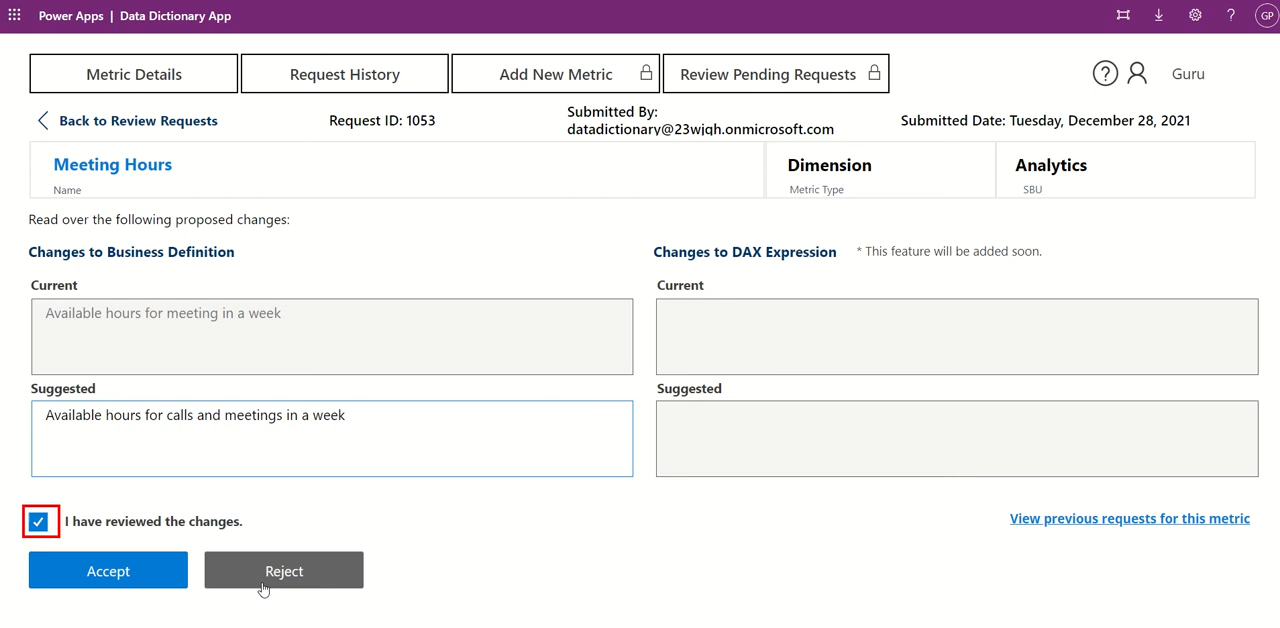 Power Apps | Data Dictionary App
? GP
Metric Details
Request History
Add New Metric
Review Pending Requests
? Guru
Back to Review Requests
Request ID: 1053
Submitted By:
datadictionary@23wjgh.onmicrosoft.com
Submitted Date: Tuesday, December 28, 2021
Meeting Hours
Name
Dimension
Metric Type
Analytics
SBU
Read over the following proposed changes:
Changes to Business Definition
Changes to DAX Expression * This feature will be added soon.
Current
Available hours for meeting in a week
Current
Suggested
Available hours for calls and meetings in a week
Suggested
I have reviewed the changes.
View previous requests for this metric
Accept
Reject